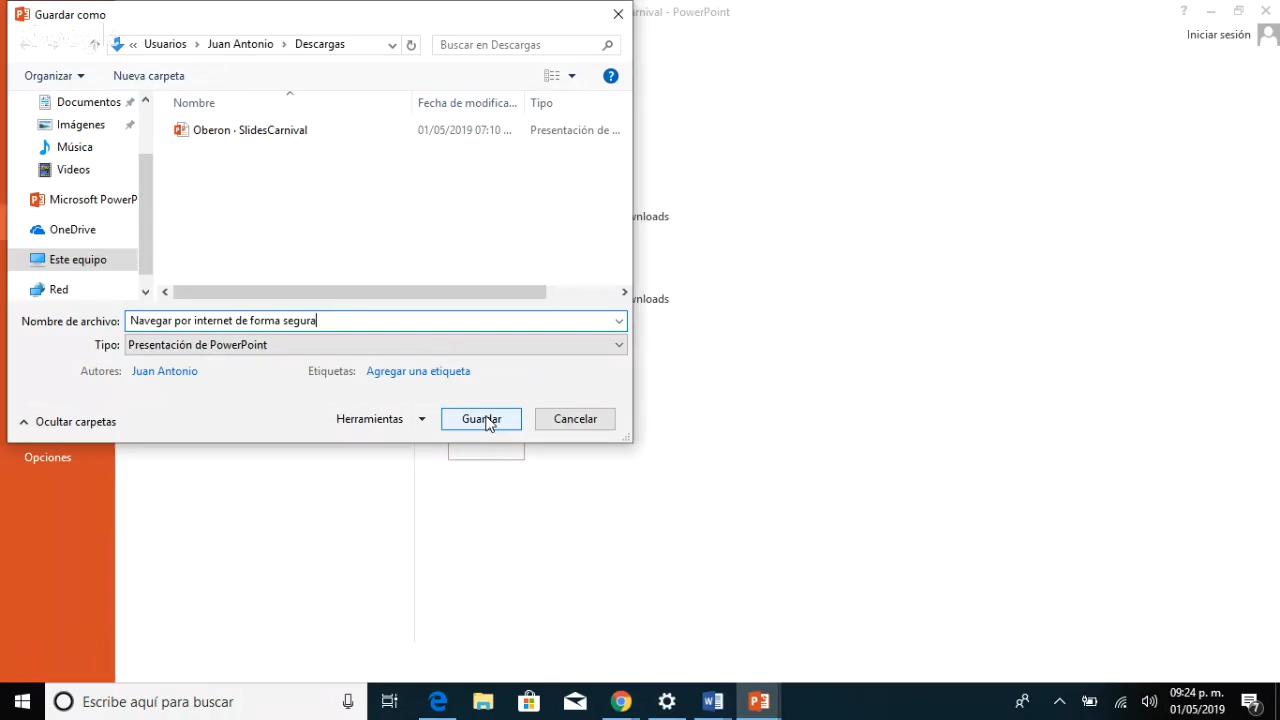 Guardar como
rnival - PowerPoint
?
Iniciar sesión
‹‹ Usuarios › Juan Antonio › Descargas
Buscar en Descargas
Organizar
Nueva carpeta
?
Documentos
Imágenes
Música
Videos
Microsoft PowerP
OneDrive
Este equipo
Red
Nombre
Fecha de modifica...
Tipo
Oberon · SlidesCarnival
01/05/2019 07:10 ...
Presentación de ...
wnloads
wnloads
Nombre de archivo: Navegar por internet de forma segura
Tipo: Presentación de PowerPoint
Autores: Juan Antonio
Etiquetas: Agregar una etiqueta
Ocultar carpetas
Herramientas
Guardar
Cancelar
Opciones
Escribe aquí para buscar
09:24 p. m.
01/05/2019
7